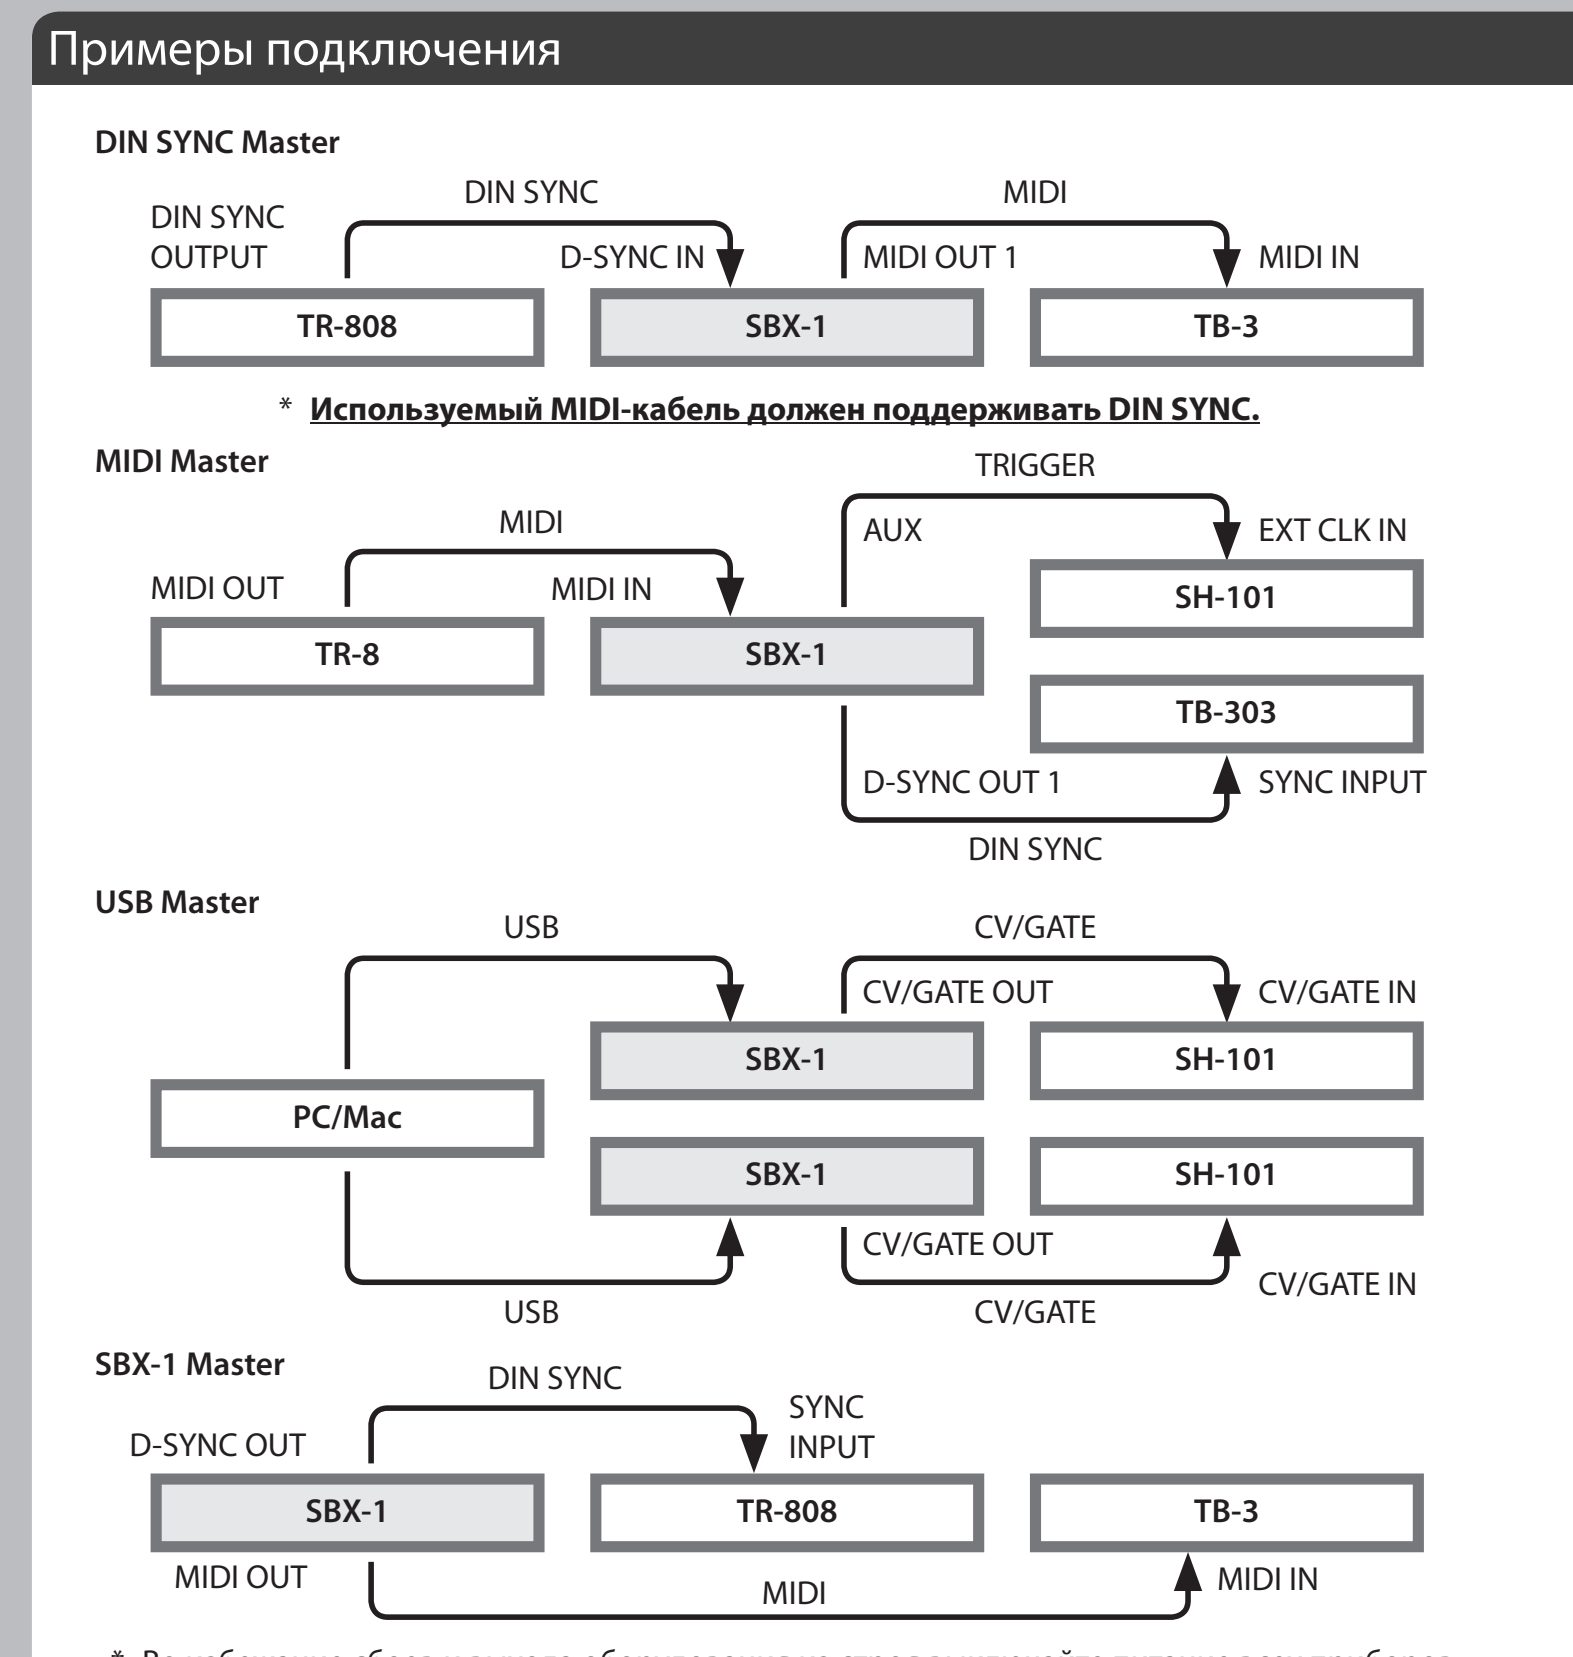 Примеры подключения
DIN SYNC Master
DIN SYNC
MIDI
DIN SYNC
OUTPUT
D-SYNC IN
MIDI OUT 1
MIDI IN
TR-808
SBX-1
TB-3
* Используемый MIDI-кабель должен поддерживать DIN SYNC.
MIDI Master
TRIGGER
MIDI
AUX
EXT CLK IN
MIDI OUT
MIDI IN
SH-101
TR-8
SBX-1
TB-303
D-SYNC OUT 1
SYNC INPUT
DIN SYNC
USB Master
USB
CV/GATE
CV/GATE OUT
CV/GATE IN
SBX-1
SH-101
PC/Mac
SBX-1
SH-101
CV/GATE OUT
CV/GATE IN
USB
CV/GATE
SBX-1 Master
DIN SYNC
SYNC
INPUT
D-SYNC OUT
SBX-1
TR-808
TB-3
MIDI OUT
MIDI
MIDI IN